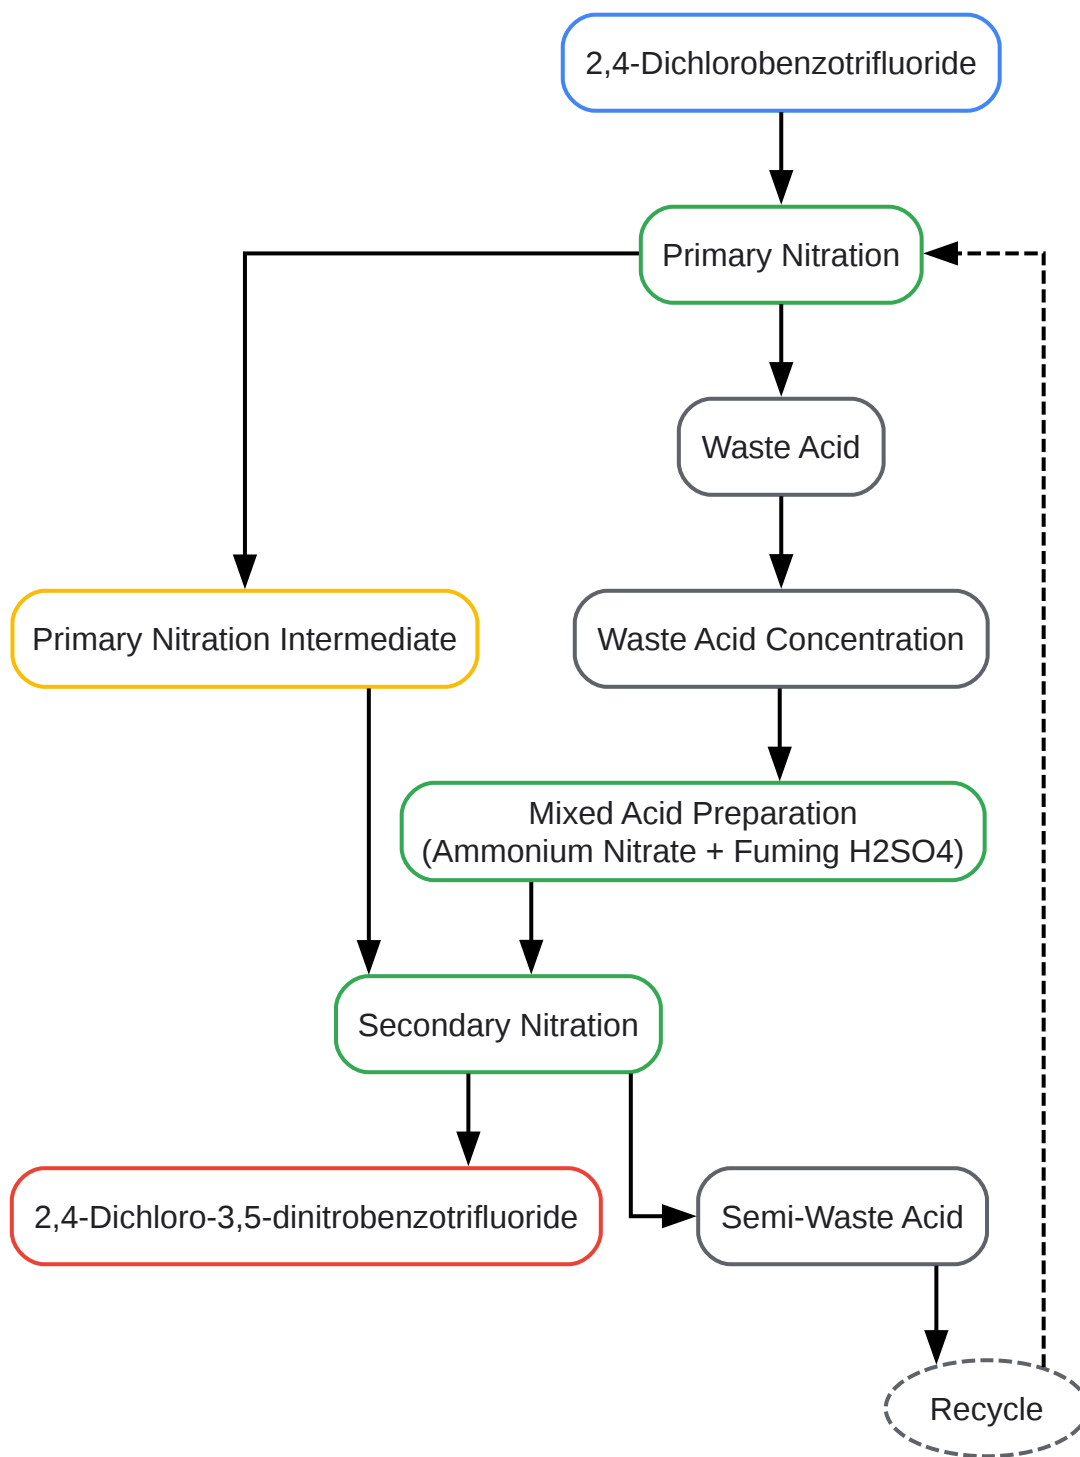 2,4-Dichlorobenzotrifluoride
Primary Nitration
Waste Acid
Primary Nitration Intermediate
Waste Acid Concentration
Mixed Acid Preparation
(Ammonium Nitrate + Fuming H2SO4)
Secondary Nitration
2,4-Dichloro-3,5-dinitrobenzotrifluoride
Semi-Waste Acid
Recycle